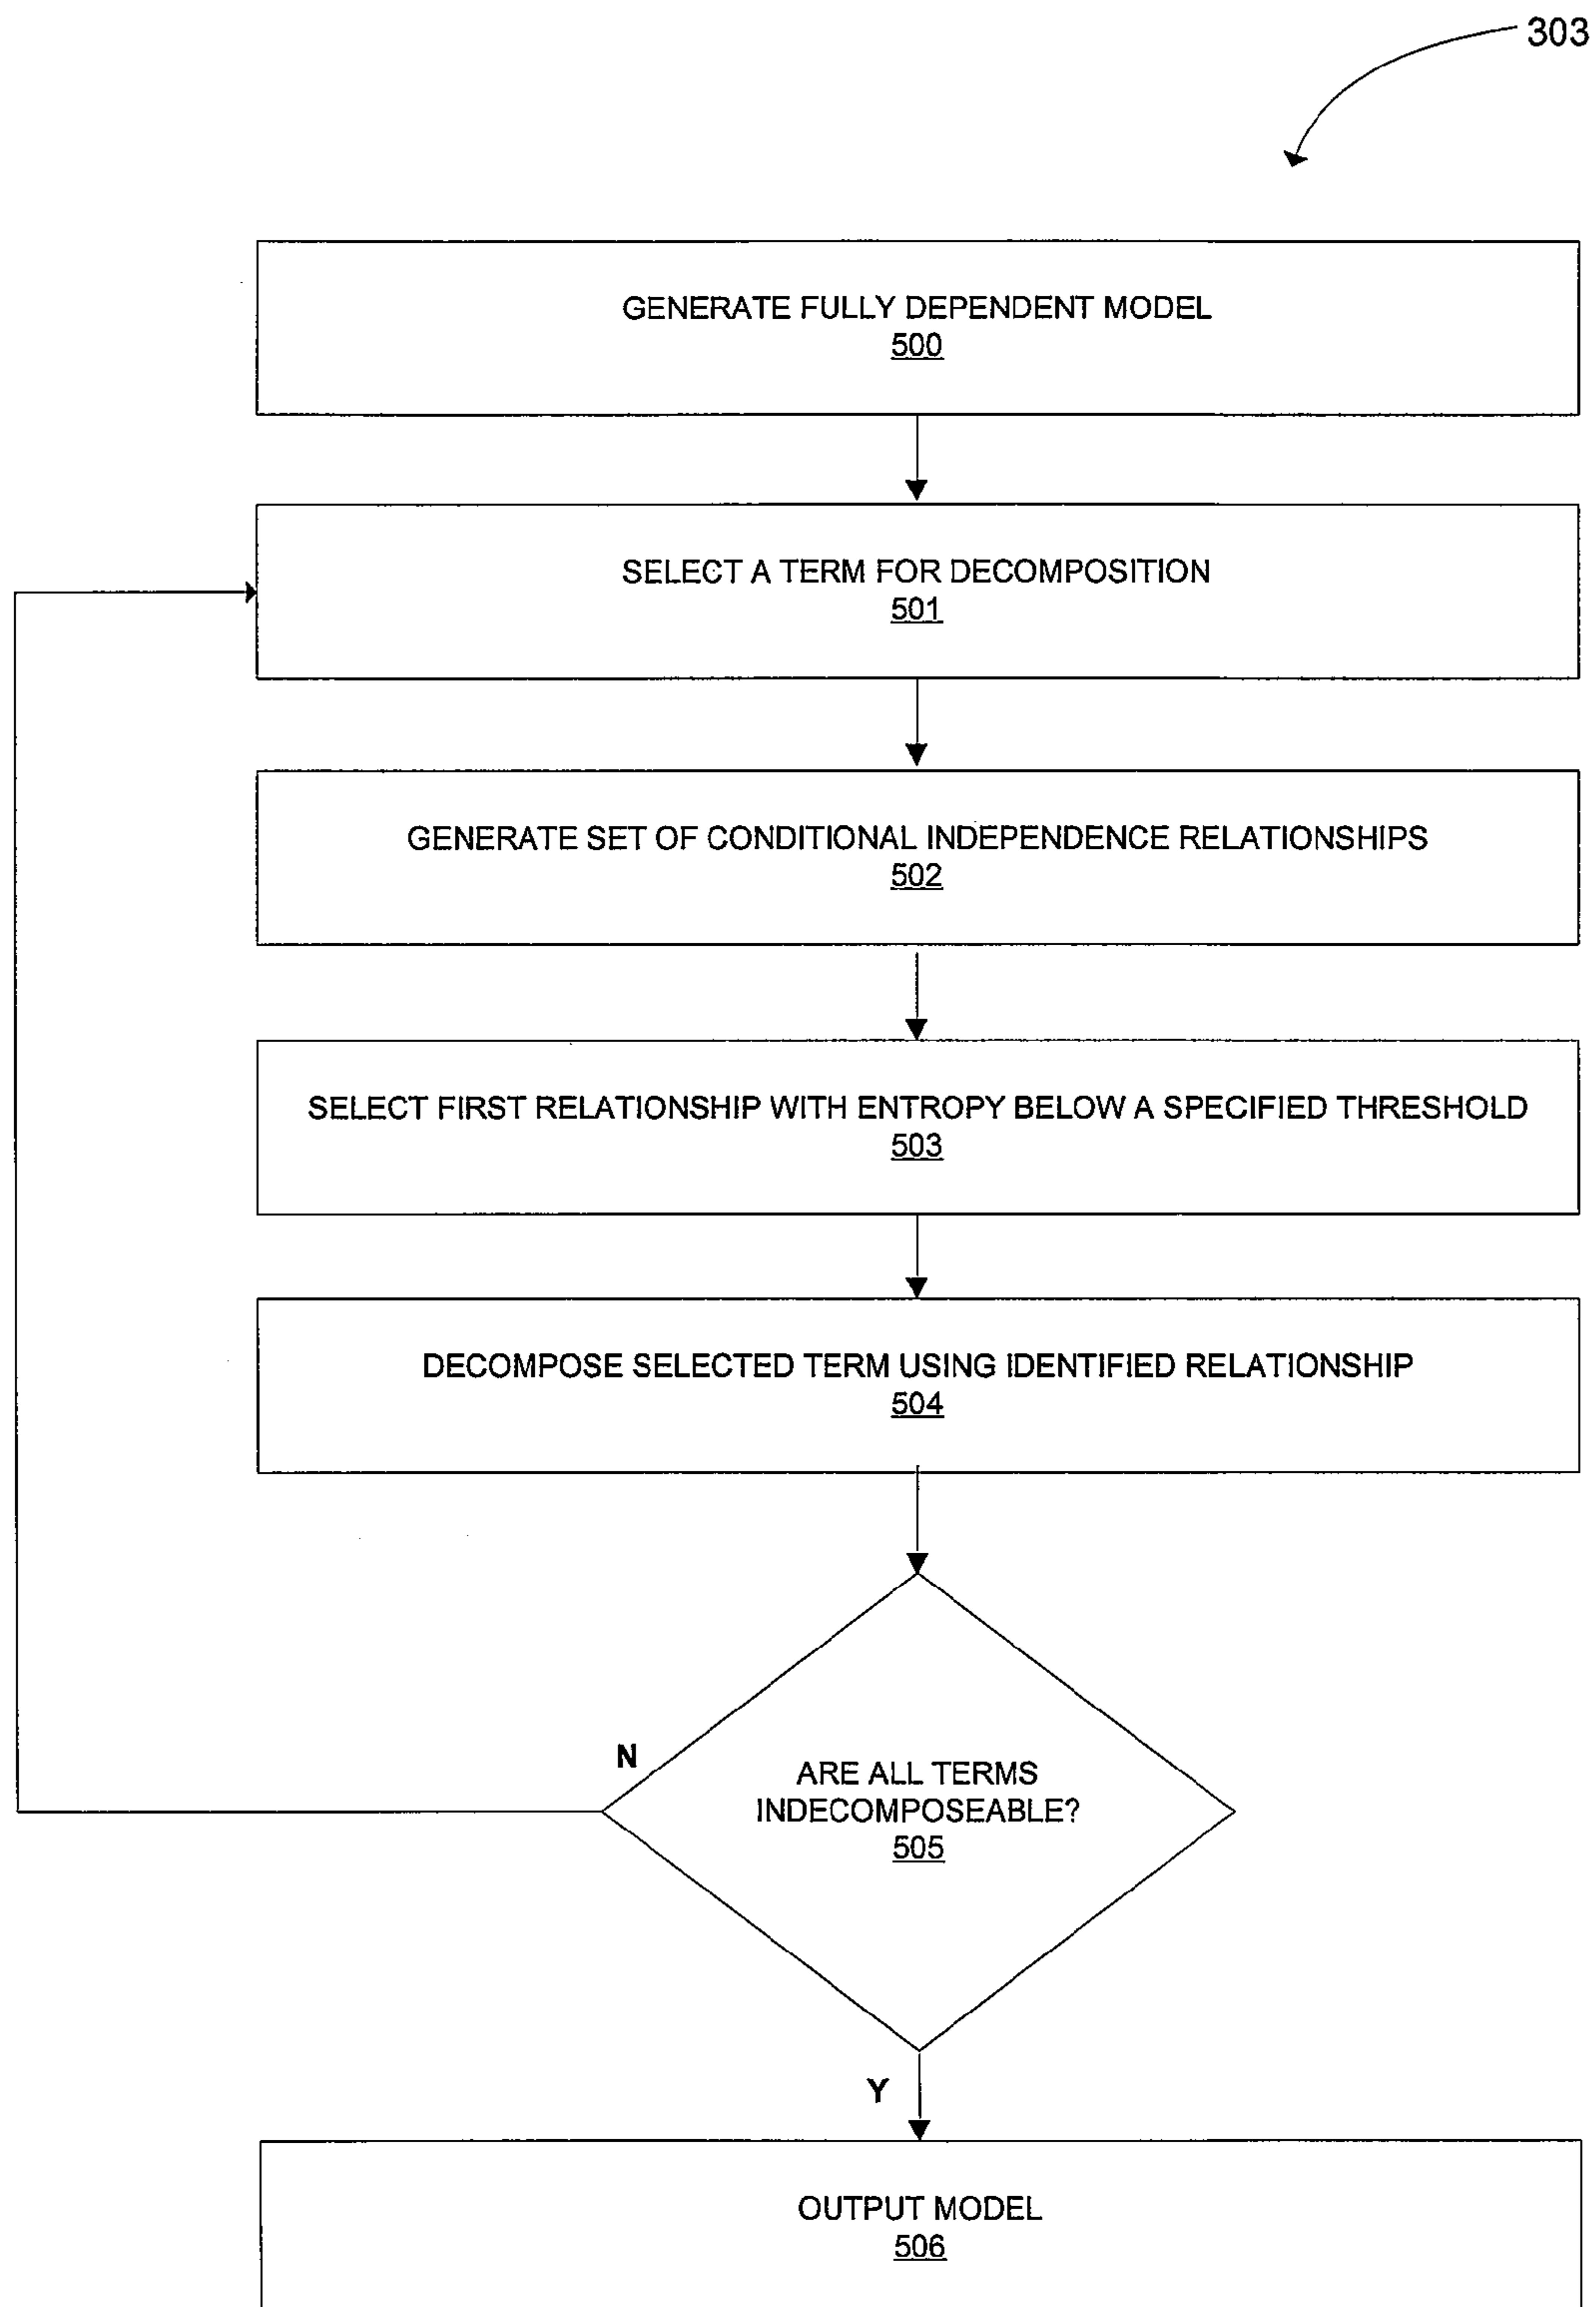 303
GENERATE FULLY DEPENDENT MODEL
500
SELECT A TERM FOR DECOMPOSITION
501
GENERATE SET OF CONDITIONAL INDEPENDENCE RELATIONSHIPS
502
SELECT FIRST RELATIONSHIP WITH ENTROPY BELOW A SPECIFIED THRESHOLD
503
DECOMPOSE SELECTED TERM USING IDENTIFIED RELATIONSHIP
504
N
ARE ALL TERMS
INDECOMPOSEABLE?
505
Y
OUTPUT MODEL
506